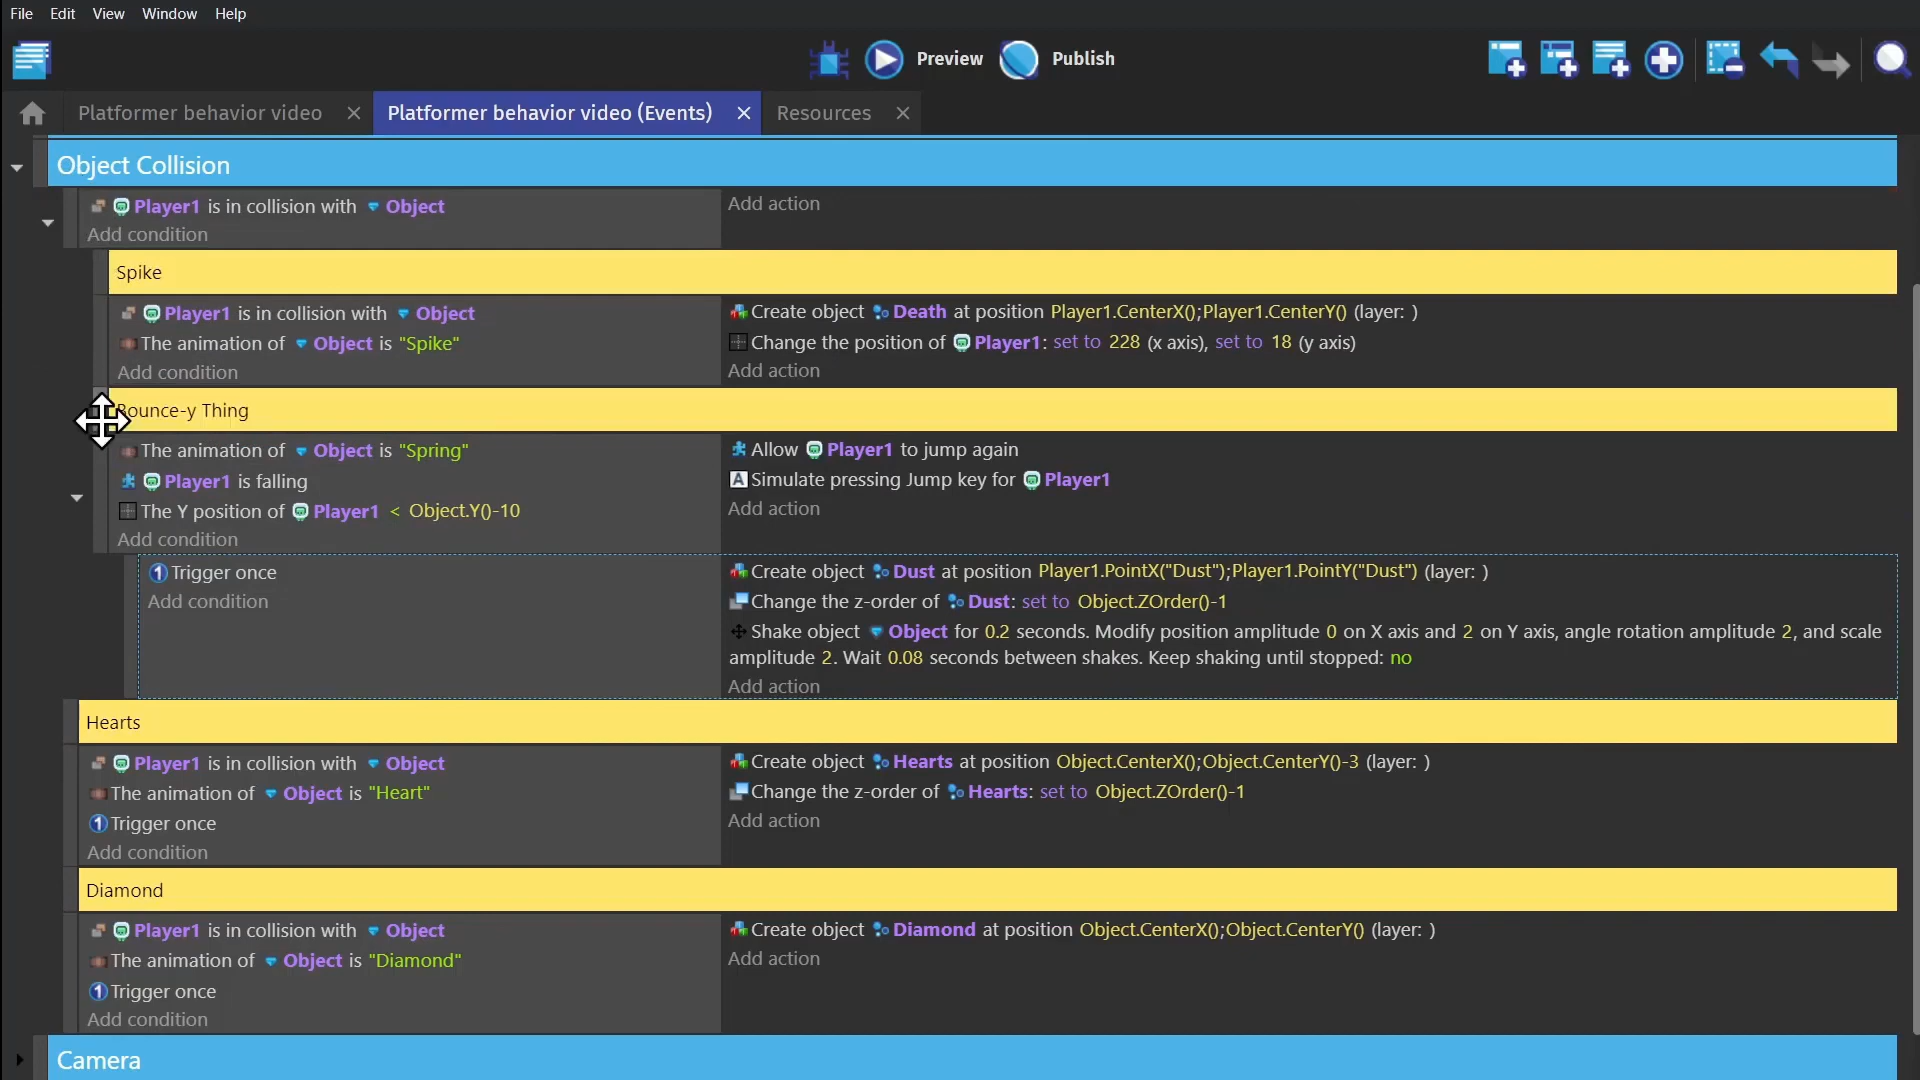 File Edit View Window Help
Preview Publish
Platformer behavior video Platformer behavior video (Events) Resources
Object Collision
Player1 is in collision with Object Add action
Add condition
Spike
Player1 is in collision with Object Create object Death at position Player1.CenterX();Player1.CenterY() (layer: )
The animation of Object is "Spike" Change the position of Player1: set to 228 (x axis), set to 18 (y axis)
Add condition Add action
Bounce-y Thing
The animation of Object is "Spring" Allow Player1 to jump again
Player1 is falling Simulate pressing Jump key for Player1
The Y position of Player1 < Object.Y()-10 Add action
Add condition
Trigger once Create object Dust at position Player1.PointX("Dust");Player1.PointY("Dust") (layer: )
Add condition Change the z-order of Dust: set to Object.ZOrder()-1
Shake object Object for 0.2 seconds. Modify position amplitude 0 on X axis and 2 on Y axis, angle rotation amplitude 2, and scale
amplitude 2. Wait 0.08 seconds between shakes. Keep shaking until stopped: no
Add action
Hearts
Player1 is in collision with Object Create object Hearts at position Object.CenterX();Object.CenterY()-3 (layer: )
The animation of Object is "Heart" Change the z-order of Hearts: set to Object.ZOrder()-1
Trigger once Add action
Add condition
Diamond
Player1 is in collision with Object Create object Diamond at position Object.CenterX();Object.CenterY() (layer: )
The animation of Object is "Diamond" Add action
Trigger once
Add condition
Camera